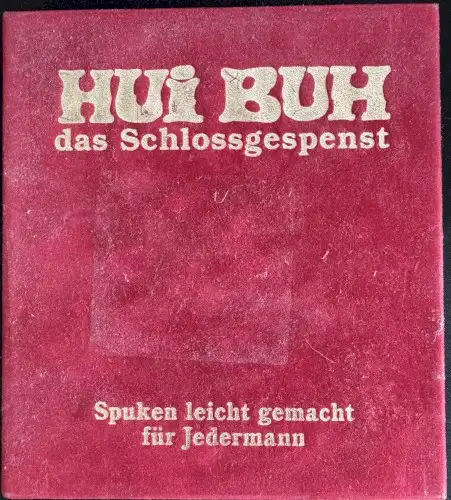 HUi BUH
das Schlossgespenst
Spuken leicht gemacht
für Jedermann